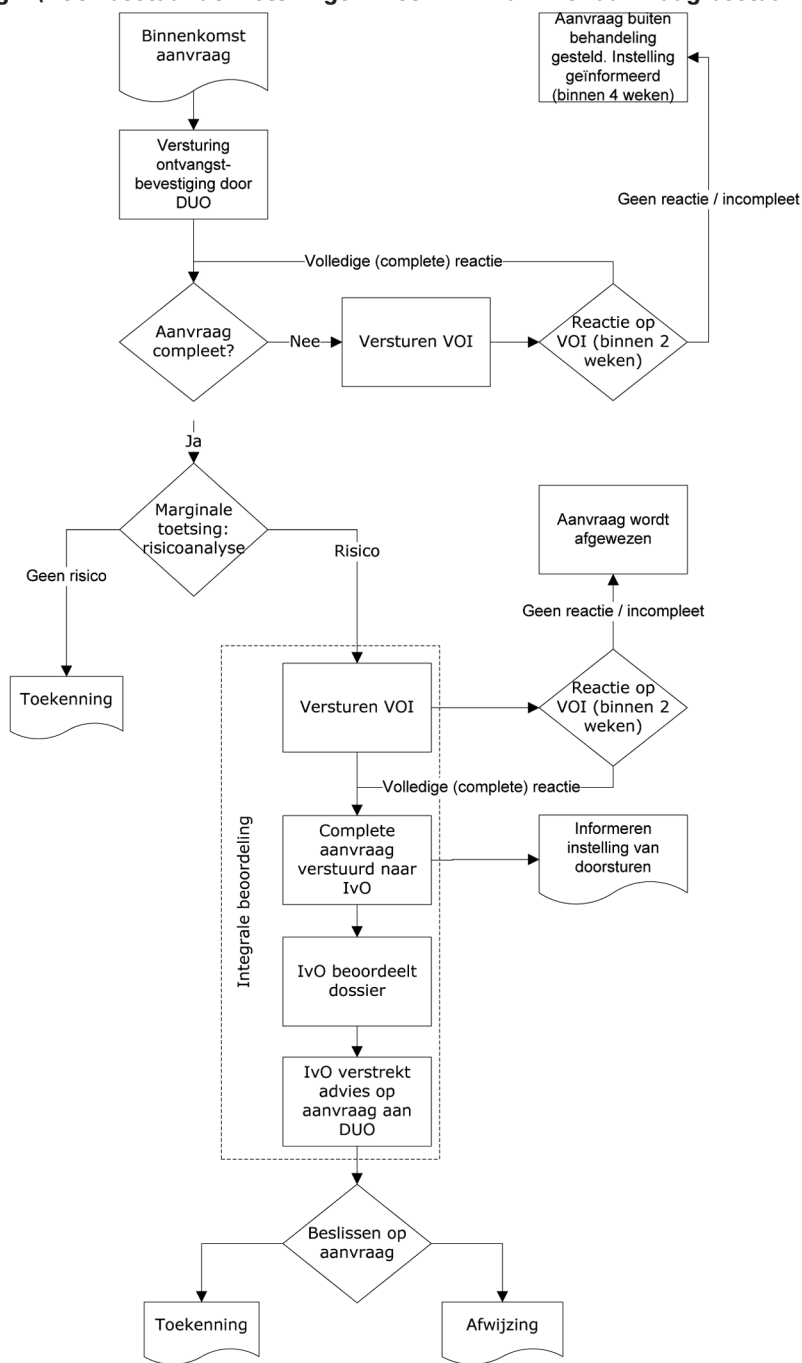 Binnenkomst
aanvraag
Aanvraag buiten
behandeling
gesteld. Instelling
geïnformeerd
(binnen 4 weken)
Versturing
ontvangst-
bevestiging door
DUO
Geen reactie / incompleet
Volledige (complete) reactie
Aanvraag
compleet?
Nee
Versturen VOI
Reactie op
VOI (binnen 2
weken)
Ja
Marginale
toetsing:
risicoanalyse
Geen risico
Risico
Aanvraag wordt
afgewezen
Geen reactie / incompleet
Toekenning
Versturen VOI
Reactie op
VOI (binnen 2
weken)
Volledige (complete) reactie
Integrale beoordeling
Complete
aanvraag
verstuurd naar
IvO
Informeren
instelling van
doorsturen
IvO beoordeelt
dossier
IvO verstrekt
advies op
aanvraag aan
DUO
Beslissen op
aanvraag
Toekenning
Afwijzing